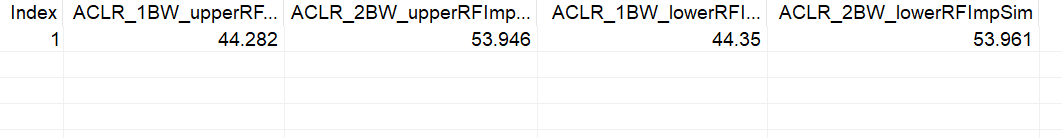 Index ACLR_1BW_upperRF... ACLR_2BW_upperRFImp... ACLR_1BW_lowerRFI... ACLR_2BW_lowerRFImpSim
1 44.282 53.946 44.35 53.961